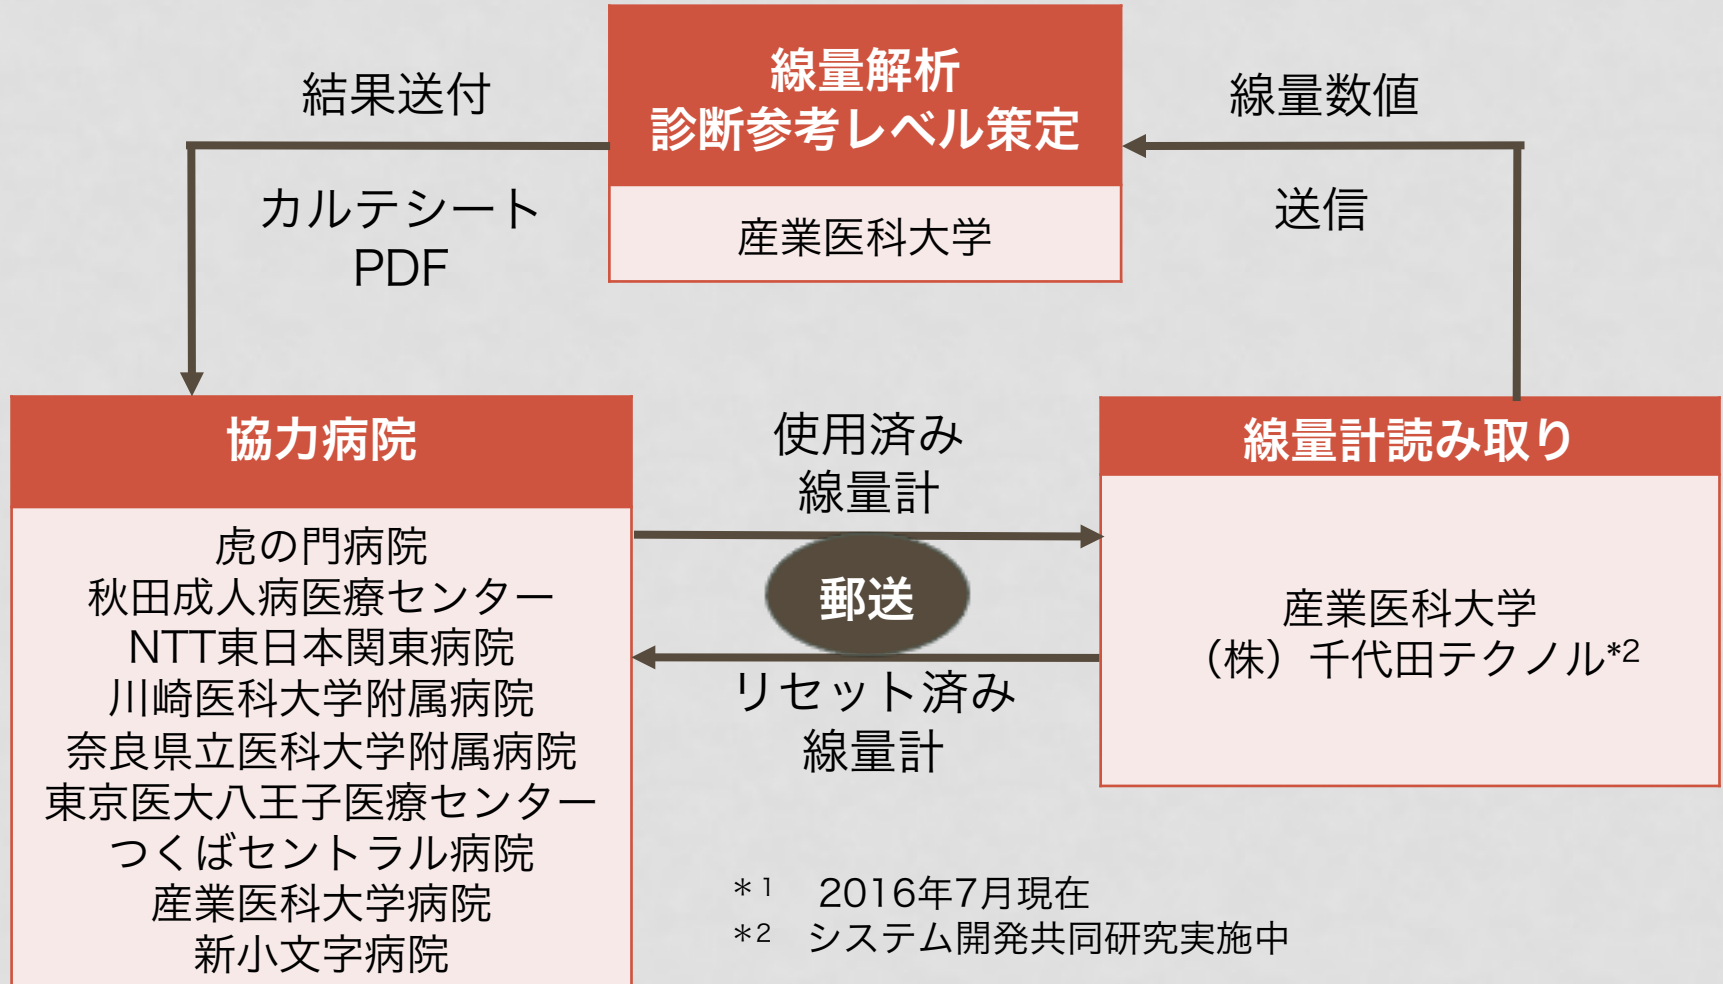 線量解析
診断参考レベル策定
産業医科大学
結果送付
カルテシート
PDF
線量数値
送信
協力病院
虎の門病院
秋田成人病医療センター
NTT東日本関東病院
川崎医科大学附属病院
奈良県立医科大学附属病院
東京医大八王子医療センター
つくばセントラル病院
産業医科大学病院
新小文字病院
使用済み
線量計
郵送
リセット済み
線量計
線量計読み取り
産業医科大学
（株）千代田テクノル*2
*1 2016年7月現在
*2 システム開発共同研究実施中